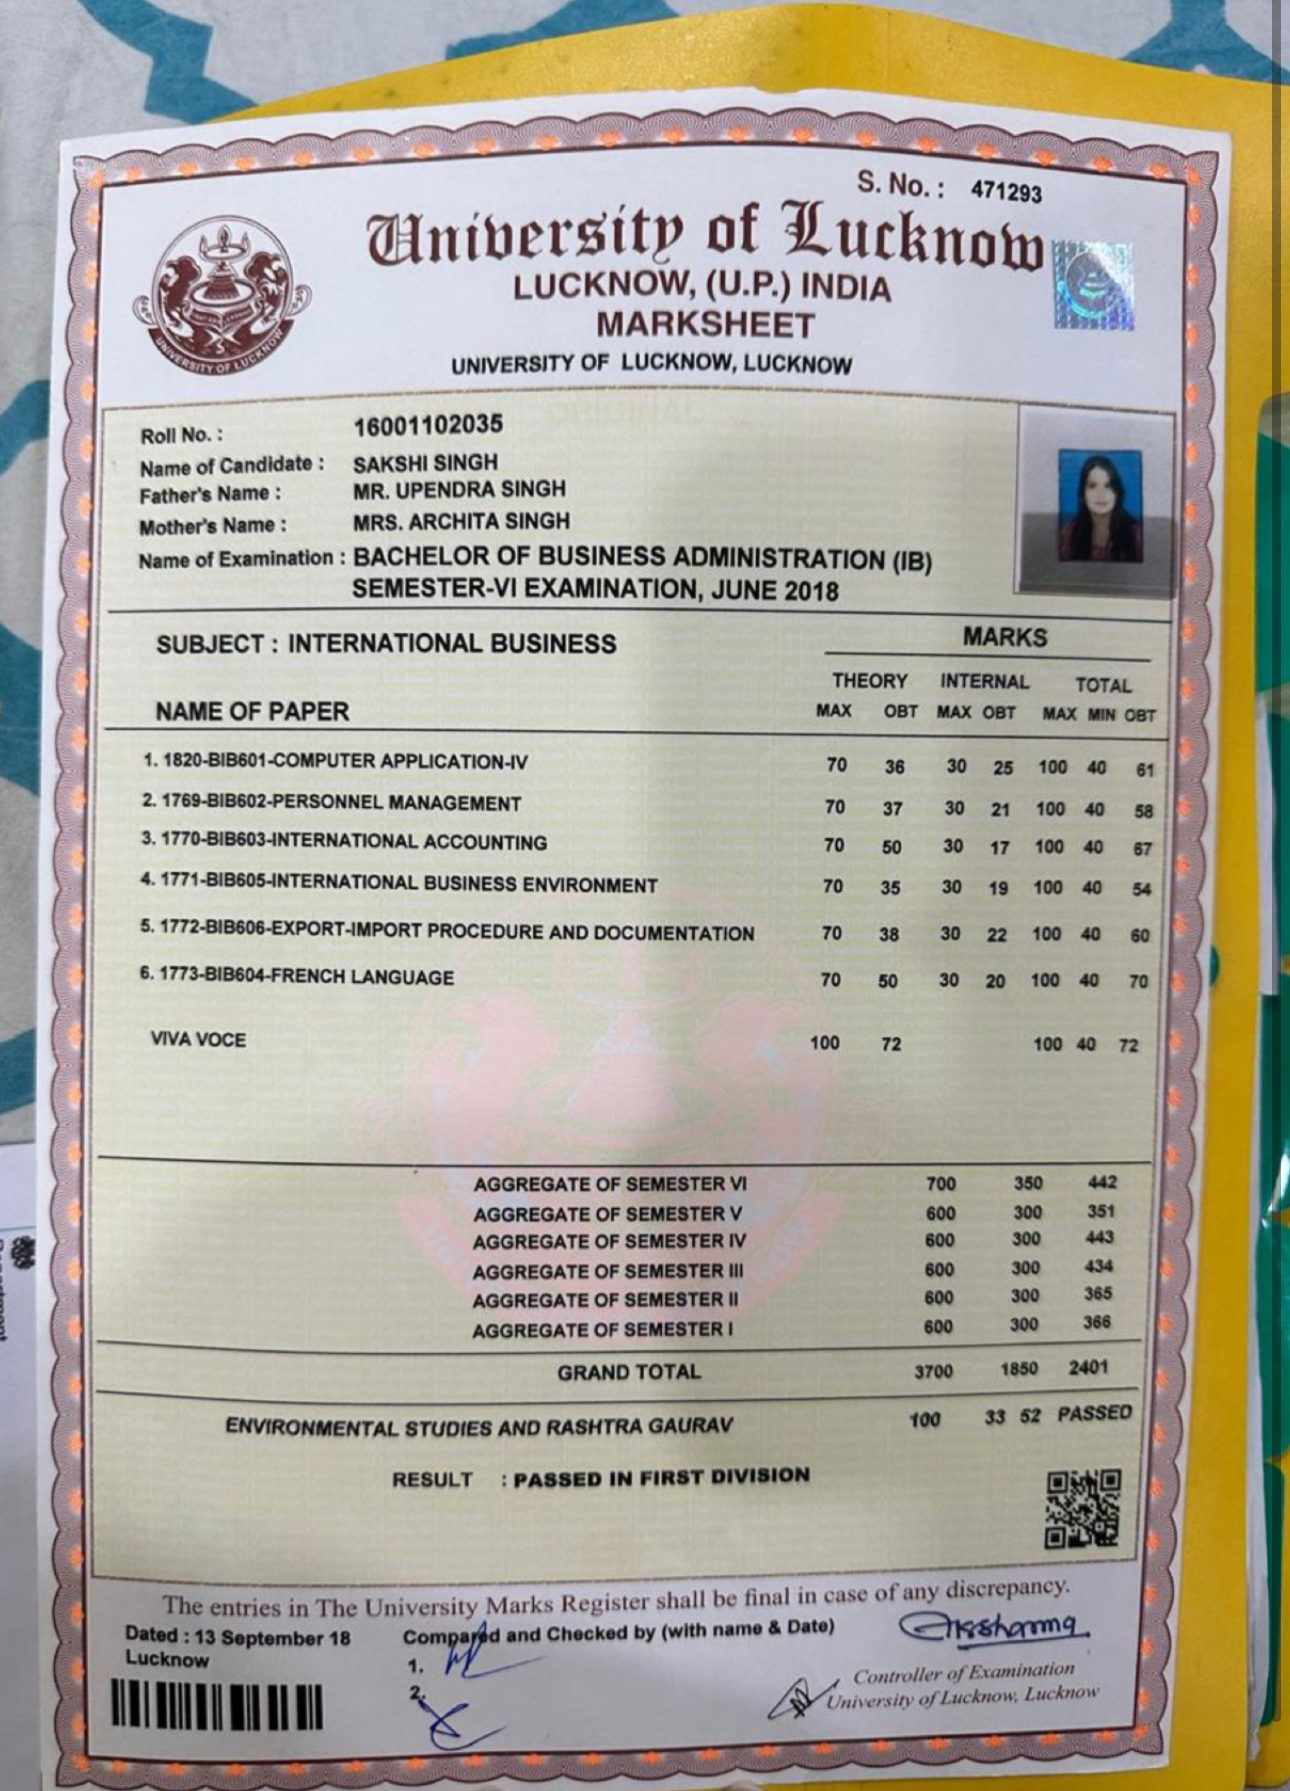 S. No. : 471293
University of Lucknow
LUCKNOW, (U.P.) INDIA
MARKSHEET
UNIVERSITY OF LUCKNOW, LUCKNOW
UNIVERSITY OF LUCKNOW
ORIGINAL
Roll No. : 16001102035
Name of Candidate : SAKSHI SINGH
Father's Name : MR. UPENDRA SINGH
Mother's Name : MRS. ARCHITA SINGH
Name of Examination : BACHELOR OF BUSINESS ADMINISTRATION (IB)
SEMESTER-VI EXAMINATION, JUNE 2018
SUBJECT : INTERNATIONAL BUSINESS MARKS
THEORY INTERNAL TOTAL
NAME OF PAPER MAX OBT MAX OBT MAX MIN OBT
1. 1820-BIB601-COMPUTER APPLICATION-IV 70 36 30 25 100 40 61
2. 1769-BIB602-PERSONNEL MANAGEMENT 70 37 30 21 100 40 58
3. 1770-BIB603-INTERNATIONAL ACCOUNTING 70 50 30 17 100 40 67
4. 1771-BIB605-INTERNATIONAL BUSINESS ENVIRONMENT 70 35 30 19 100 40 54
5. 1772-BIB606-EXPORT-IMPORT PROCEDURE AND DOCUMENTATION 70 38 30 22 100 40 60
6. 1773-BIB604-FRENCH LANGUAGE 70 50 30 20 100 40 70
VIVA VOCE 100 72 100 40 72
AGGREGATE OF SEMESTER VI 700 350 442
AGGREGATE OF SEMESTER V 600 300 351
AGGREGATE OF SEMESTER IV 600 300 443
AGGREGATE OF SEMESTER III 600 300 434
AGGREGATE OF SEMESTER II 600 300 365
AGGREGATE OF SEMESTER I 600 300 366
GRAND TOTAL 3700 1850 2401
ENVIRONMENTAL STUDIES AND RASHTRA GAURAV 100 33 52 PASSED
RESULT : PASSED IN FIRST DIVISION
The entries in The University Marks Register shall be final in case of any discrepancy.
Dated : 13 September 18 Compared and Checked by (with name & Date)
Lucknow
1.
2.
Controller of Examination
University of Lucknow, Lucknow